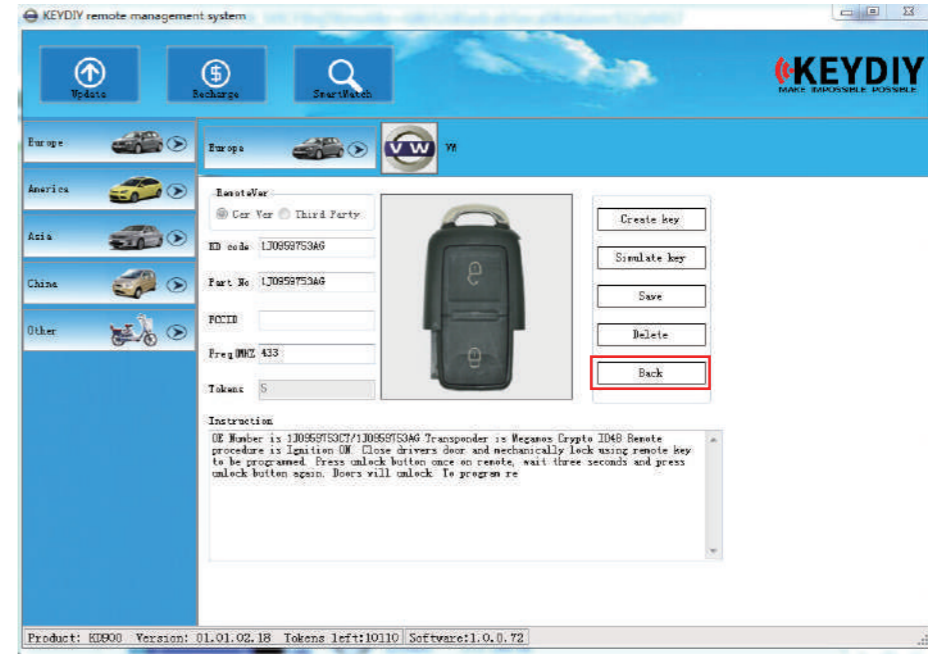 KEYDIY remote management system
Update
Recharge
SmartMatch
KEYDIY
MAKE IMPOSSIBLE POSSIBLE
Europe
America
Asia
China
Other
Europe
VW
VW
RemoteVer
Cer Ver
Third Party
KD code 1J0959753AG
Part No 1J0959753AG
FCCID
Freq(MHZ 433
Tokens 5
Create key
Simulate key
Save
Delete
Back
Instruction
OE Number is 1J0959753CT/1J0959753AG Transponder is Megamos Crypto ID48 Remote
procedure is Ignition ON. Close drivers door and mechanically lock using remote key
to be programmed. Press unlock button once on remote, wait three seconds and press
unlock button again. Doors will unlock. To program re
Product: KD900 Version: 01.01.02.18 Tokens left:10110 Software:1.0.0.72